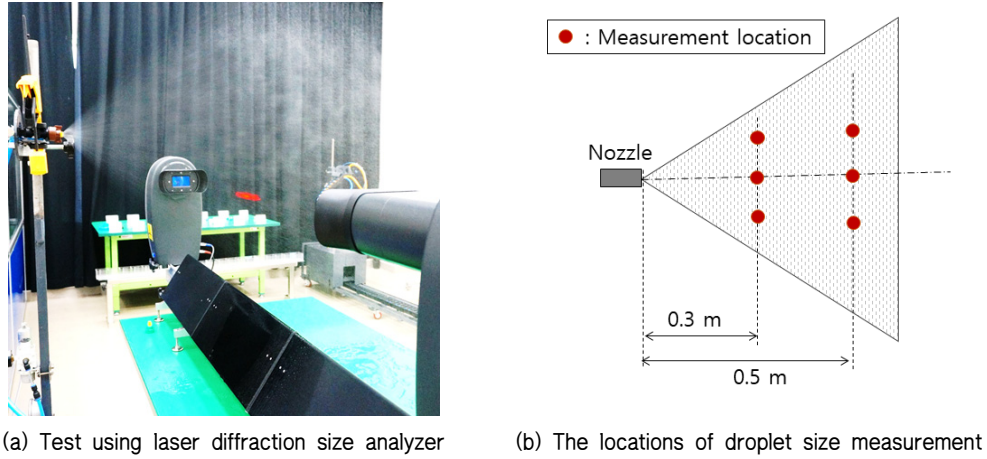 ● : Measurement location
Nozzle
0.3 m
0.5 m
(a) Test using laser diffraction size analyzer
(b) The locations of droplet size measurement